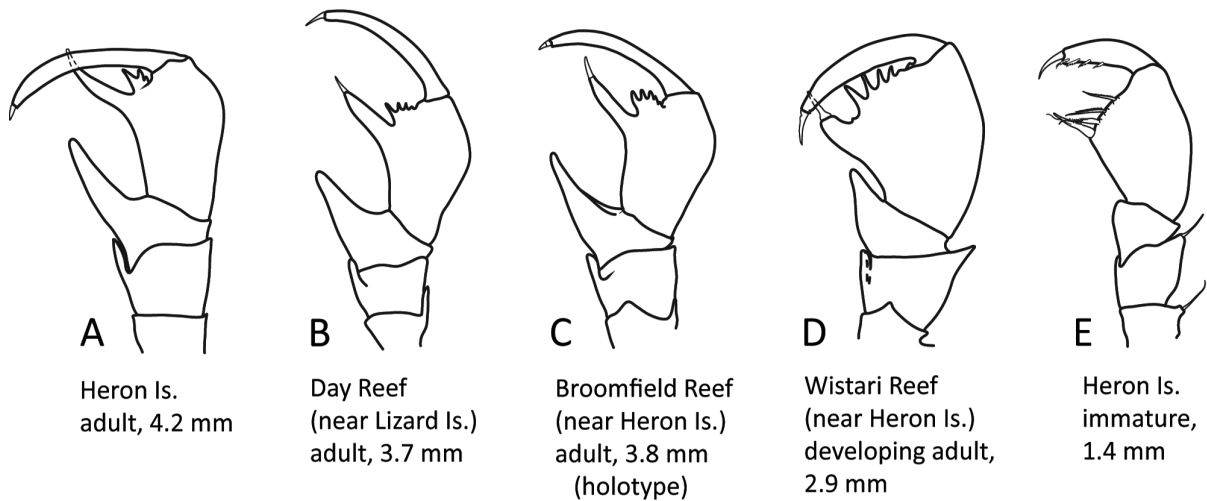 A
B
C
D
E
Heron Is.
adult, 4.2 mm
Day Reef
(near Lizard Is.)
adult, 3.7 mm
Broomfield Reef
(near Heron Is.)
adult, 3.8 mm
(holotype)
Wistari Reef
(near Heron Is.)
developing adult,
2.9 mm
Heron Is.
immature,
1.4 mm